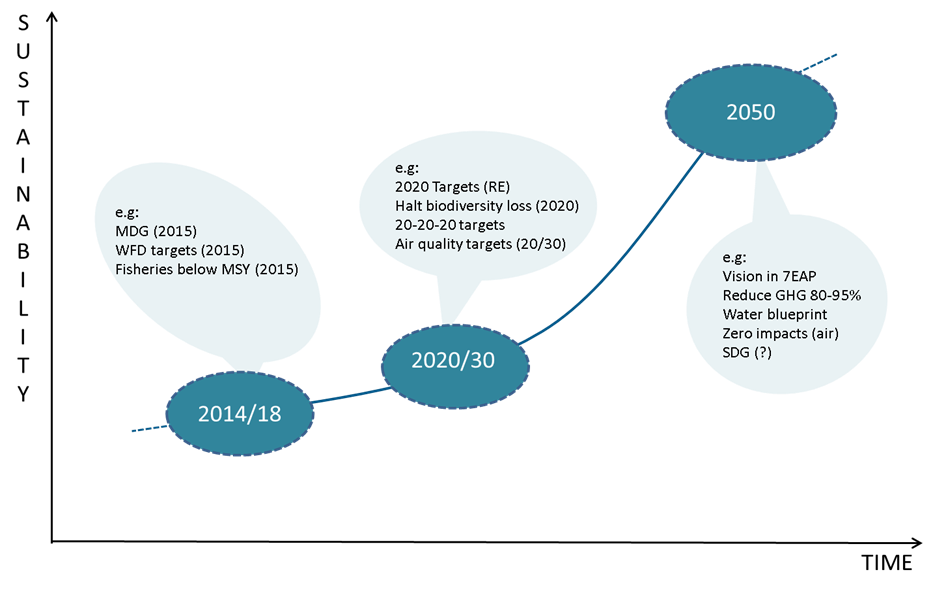 SUSTAINABILITY
e.g:
MDG (2015)
WFD targets (2015)
Fisheries below MSY (2015)
2014/18
e.g:
2020 Targets (RE)
Halt biodiversity loss (2020)
20-20-20 targets
Air quality targets (20/30)
2020/30
2050
e.g:
Vision in 7EAP
Reduce GHG 80-95%
Water blueprint
Zero impacts (air)
SDG (?)
TIME